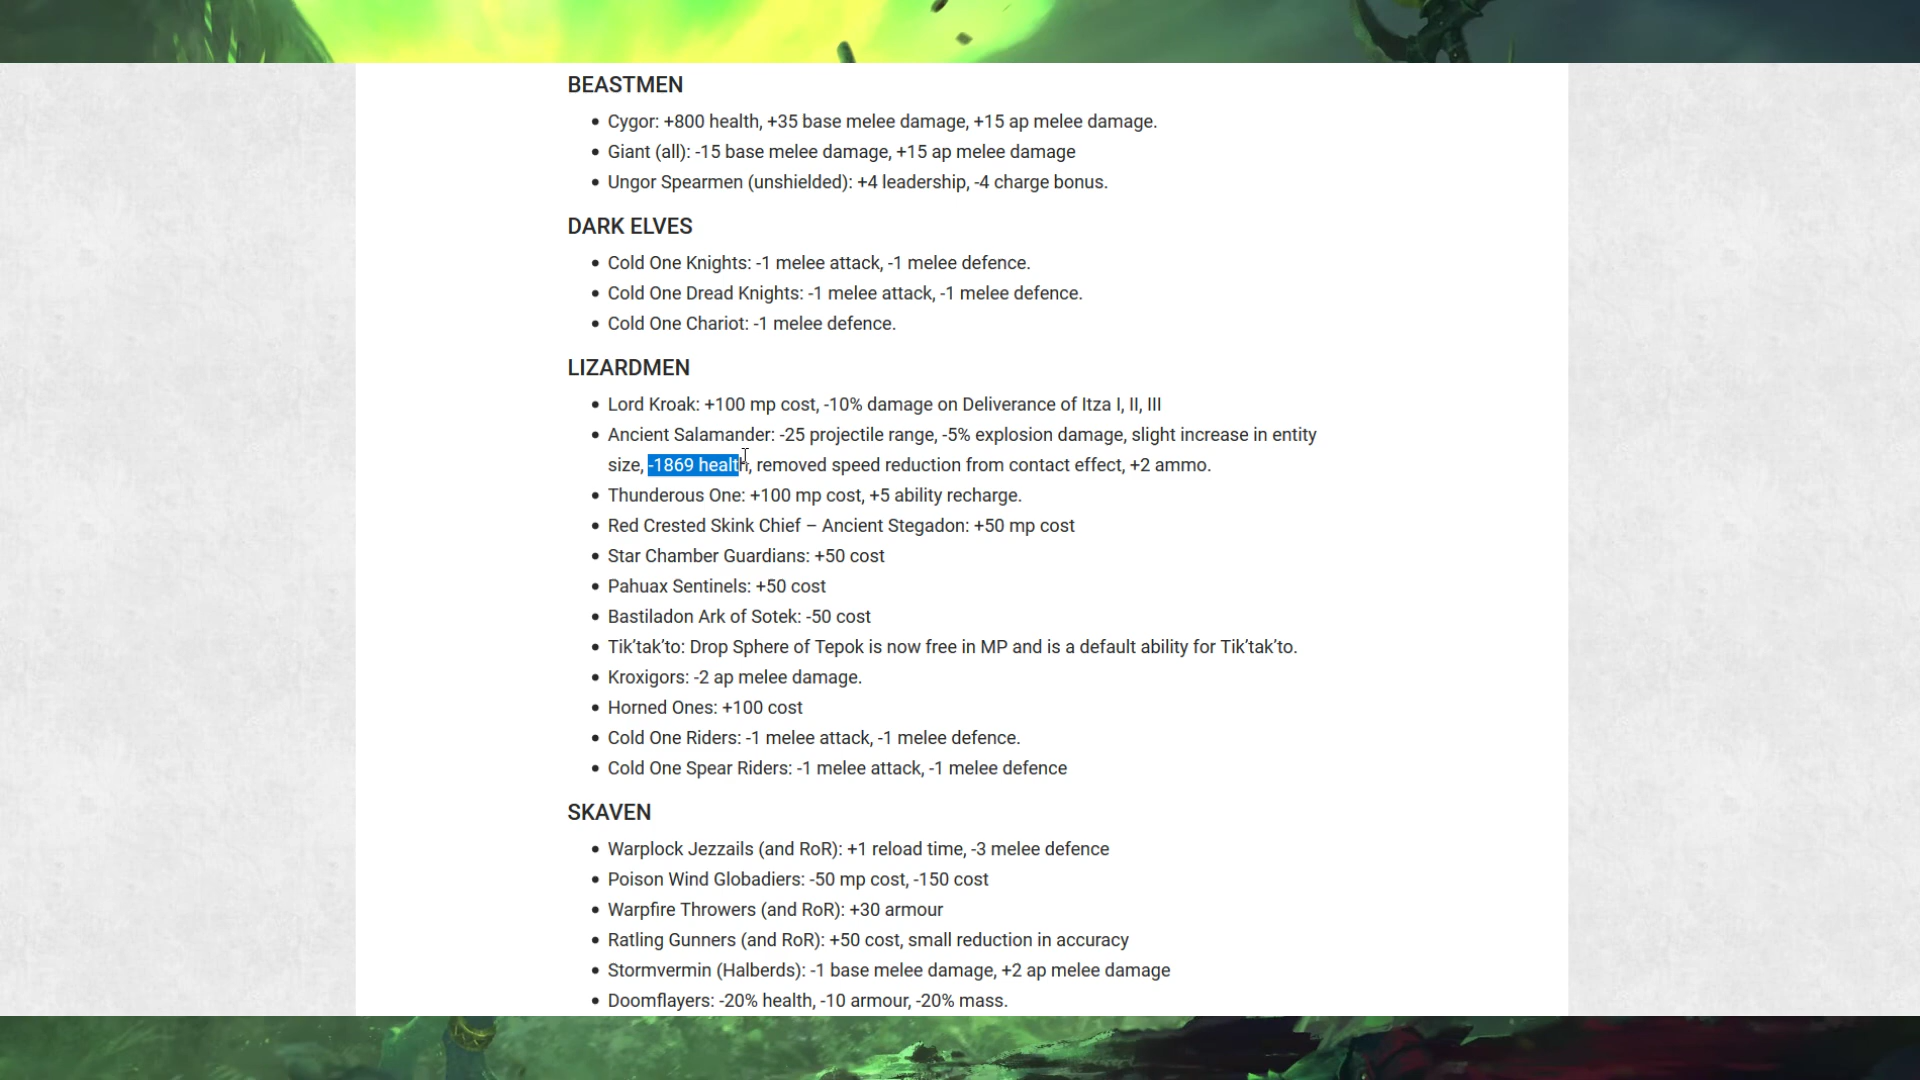 BEASTMEN
• Cygor: +800 health, +35 base melee damage, +15 ap melee damage.
• Giant (all): -15 base melee damage, +15 ap melee damage
• Ungor Spearmen (unshielded): +4 leadership, -4 charge bonus.
DARK ELVES
• Cold One Knights: -1 melee attack, -1 melee defence.
• Cold One Dread Knights: -1 melee attack, -1 melee defence.
• Cold One Chariot: -1 melee defence.
LIZARDMEN
• Lord Kroak: +100 mp cost, -10% damage on Deliverance of Itza I, II, III
• Ancient Salamander: -25 projectile range, -5% explosion damage, slight increase in entity
size, -1869 health, removed speed reduction from contact effect, +2 ammo.
• Thunderous One: +100 mp cost, +5 ability recharge.
• Red Crested Skink Chief – Ancient Stegadon: +50 mp cost
• Star Chamber Guardians: +50 cost
• Pahuax Sentinels: +50 cost
• Bastiladon Ark of Sotek: -50 cost
• Tik’tak’to: Drop Sphere of Tepok is now free in MP and is a default ability for Tik’tak’to.
• Kroxigors: -2 ap melee damage.
• Horned Ones: +100 cost
• Cold One Riders: -1 melee attack, -1 melee defence.
• Cold One Spear Riders: -1 melee attack, -1 melee defence
SKAVEN
• Warplock Jezzails (and RoR): +1 reload time, -3 melee defence
• Poison Wind Globadiers: -50 mp cost, -150 cost
• Warpfire Throwers (and RoR): +30 armour
• Ratling Gunners (and RoR): +50 cost, small reduction in accuracy
• Stormvermin (Halberds): -1 base melee damage, +2 ap melee damage
• Doomflayers: -20% health, -10 armour, -20% mass.